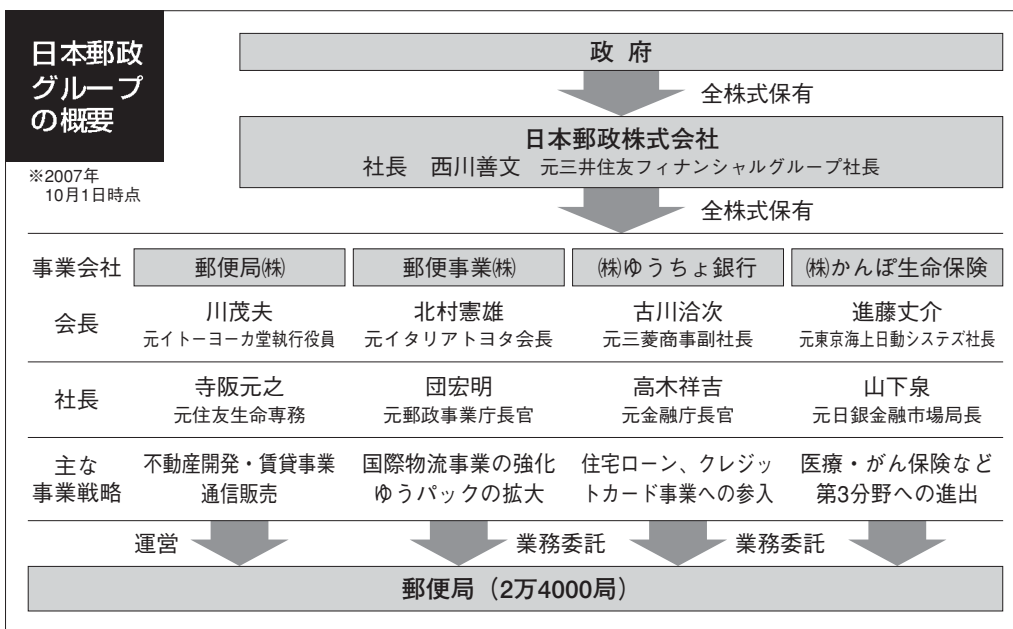 日本郵政
グループ
の概要
※2007年
10月1日時点
政 府
全株式保有
日本郵政株式会社
社長 西川善文 元三井住友フィナンシャルグループ社長
全株式保有
事業会社 郵便局㈱ 郵便事業㈱ ㈱ゆうちょ銀行 ㈱かんぽ生命保険
会長 川茂夫 北村憲雄 古川洽次 進藤丈介
元イトーヨーカ堂執行役員 元イタリアトヨタ会長 元三菱商事副社長 元東京海上日動システズ社長
社長 寺阪元之 団宏明 高木祥吉 山下泉
元住友生命専務 元郵政事業庁長官 元金融庁長官 元日銀金融市場局長
主な 不動産開発・賃貸事業 国際物流事業の強化 住宅ローン、クレジッ 医療・がん保険など
事業戦略 通信販売 ゆうパックの拡大 トカード事業への参入 第3分野への進出
運営 業務委託 業務委託
郵便局（2万4000局）